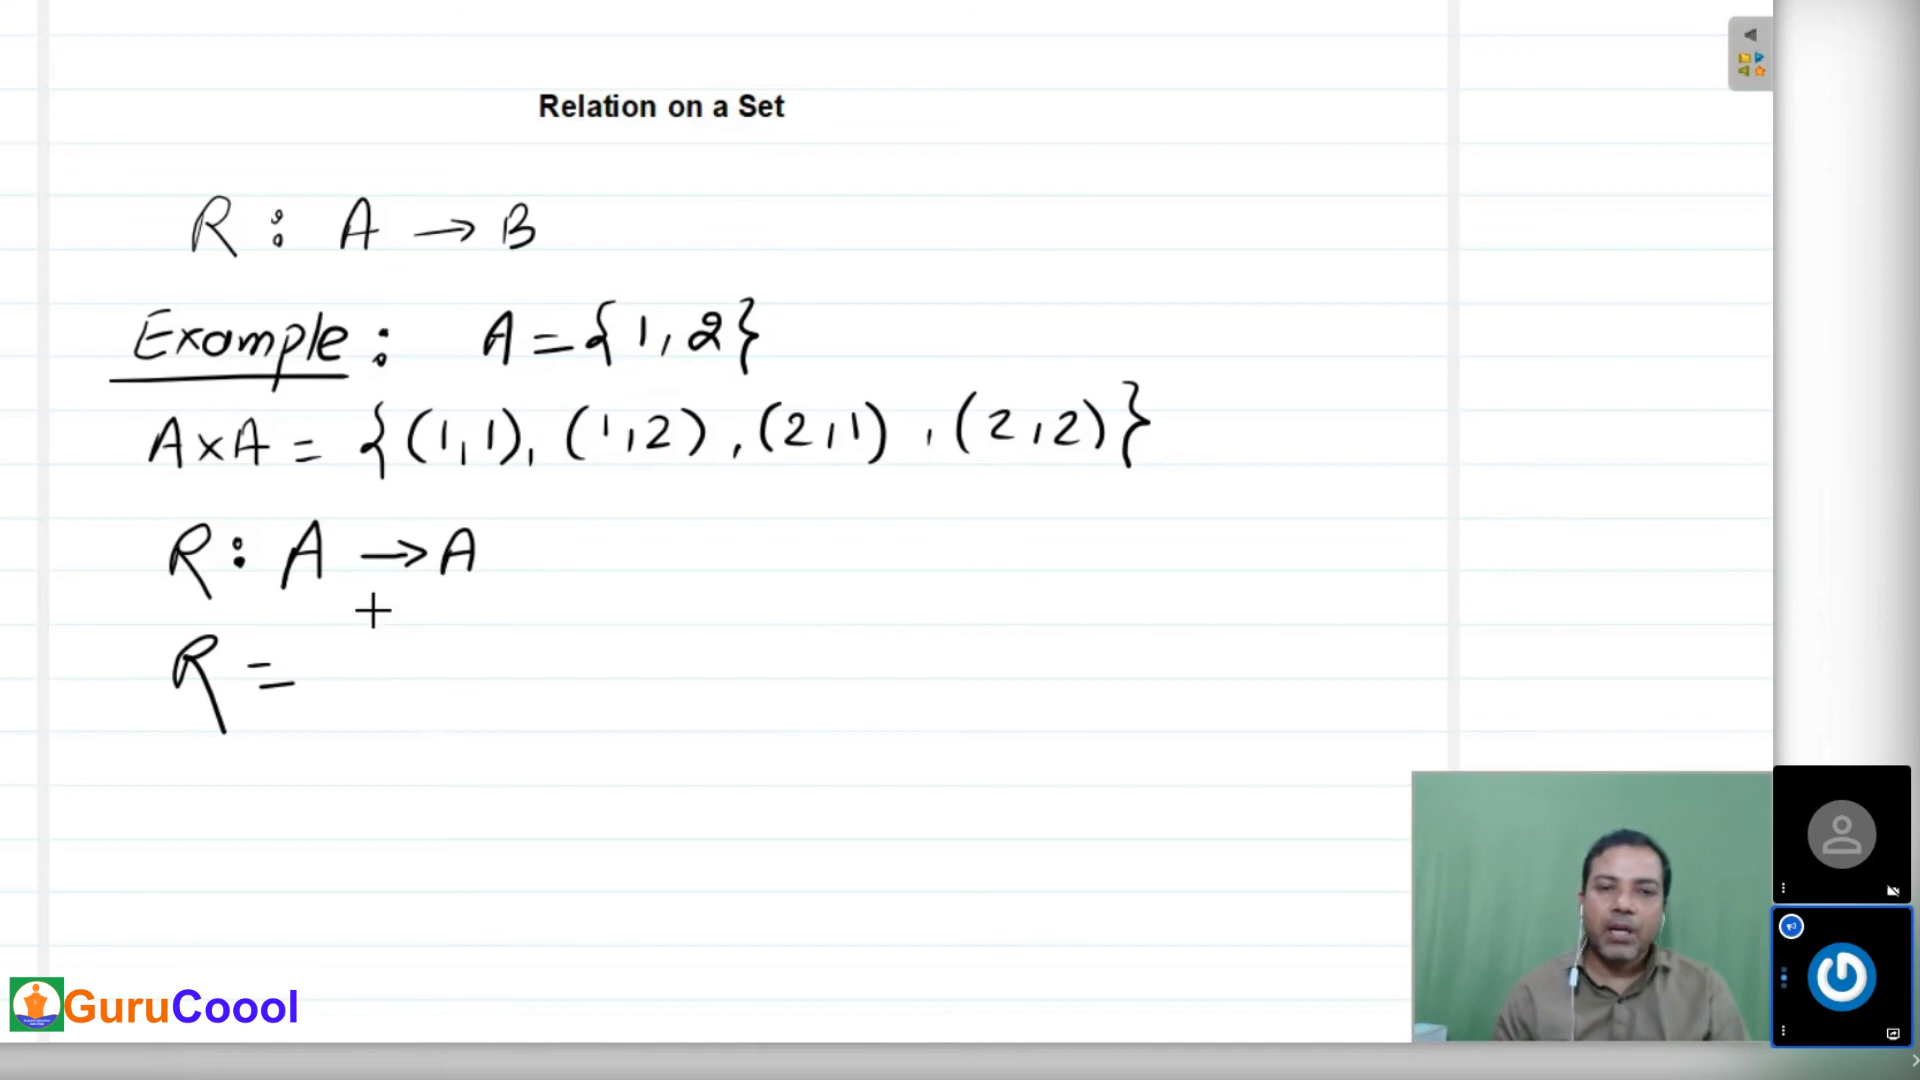 Relation on a Set
R : A → B
Example : A = {1, 2}
A×A = {(1,1), (1,2), (2,1), (2,2)}
R : A → A
R =
GuruCoool